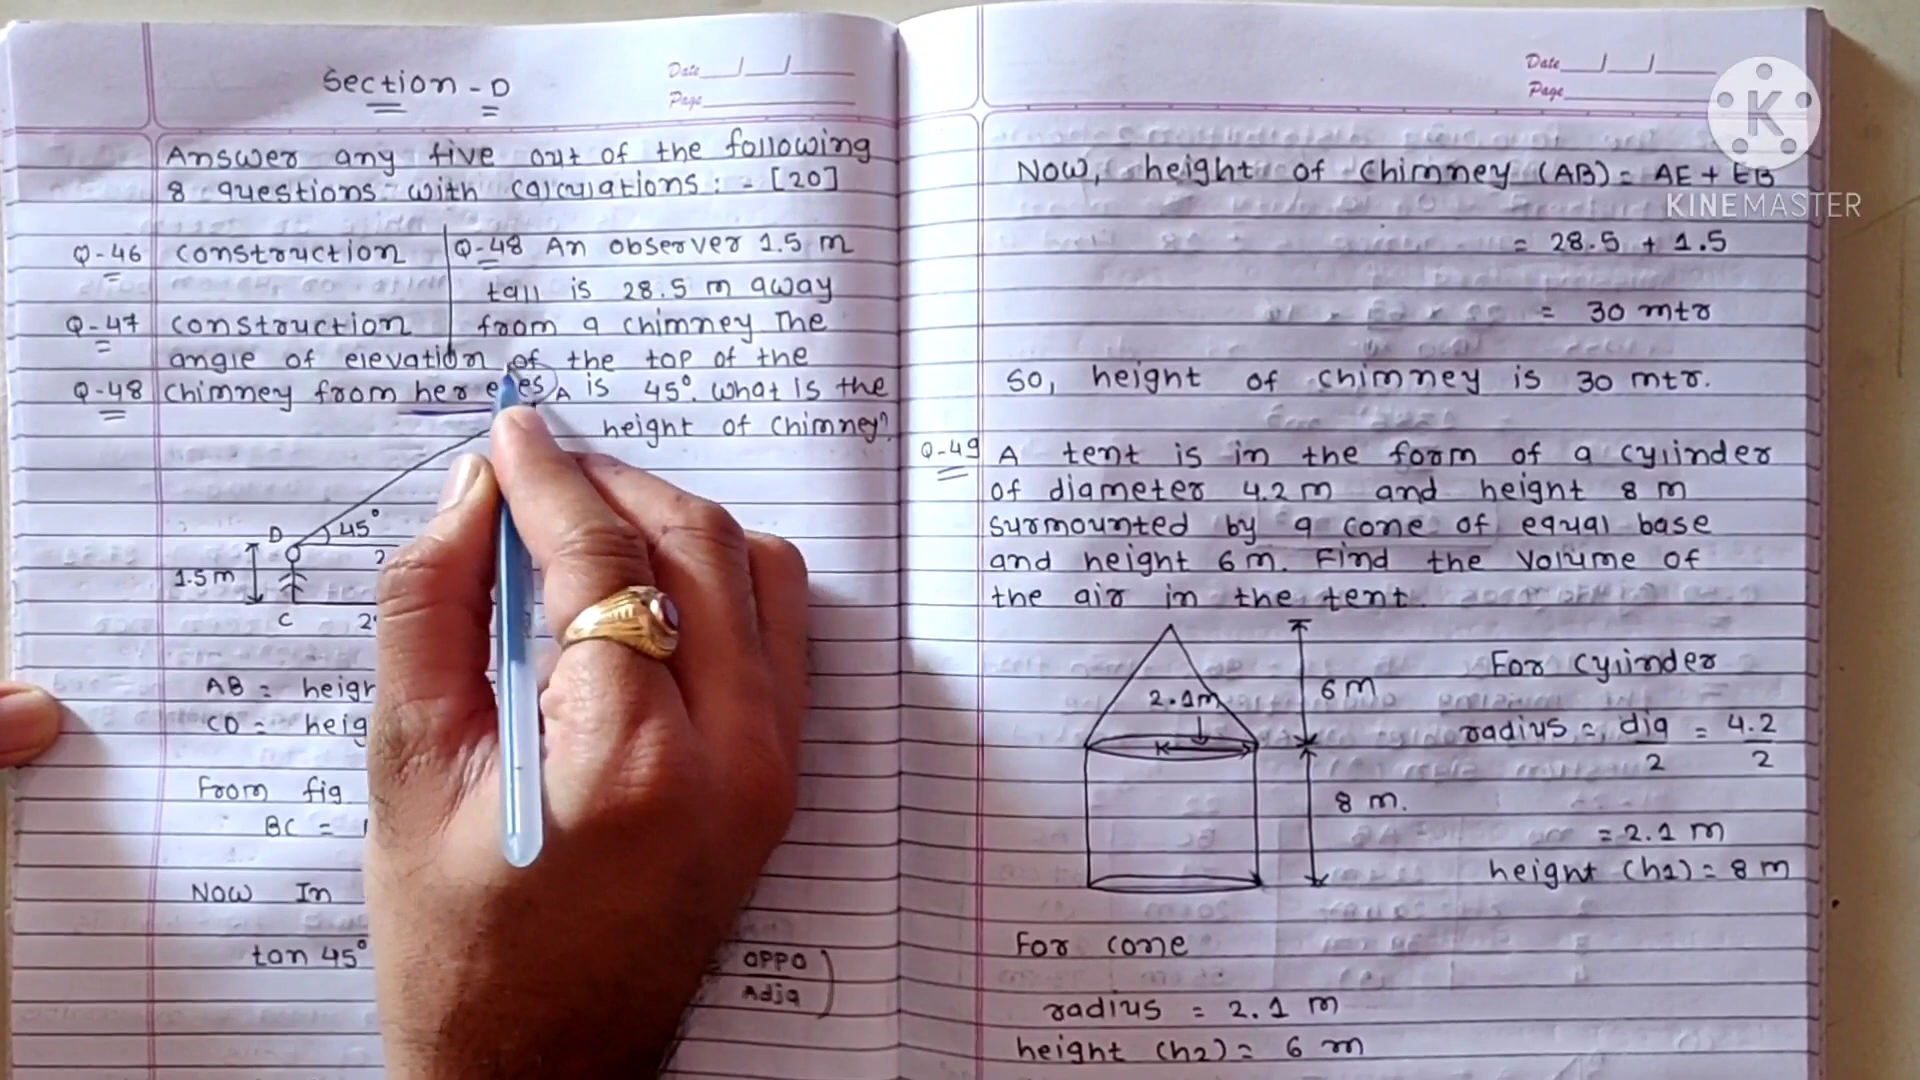 Section - D
Date
Page
Answer any five out of the following
8 questions with calculations: - [20]
Q-46 construction
Q-48 An observer 1.5 m
tall is 28.5 m away
Q-47 construction
from a chimney The
angle of elevation of the top of the
Q-48 chimney from her eyes is 45°. What is the
height of chimney?
A
D 45°
1.5 m
C
AB =
CD =
From fig
BC =
Now In
tan 45°
oppo
Adja
Date
Page
K
KINEMASTER
Now, height of chimney (AB) = AE + EB
= 28.5 + 1.5
= 30 mtr
So, height of chimney is 30 mtr.
Q-49 A tent is in the form of a cylinder
of diameter 4.2 m and height 8 m
surmounted by a cone of equal base
and height 6 m. Find the volume of
the air in the tent.
2.1m
6 m
8 m.
For cylinder
radius = dia = 4.2
2 2
= 2.1 m
height (h1) = 8 m
For cone
radius = 2.1 m
height (h2) = 6 m